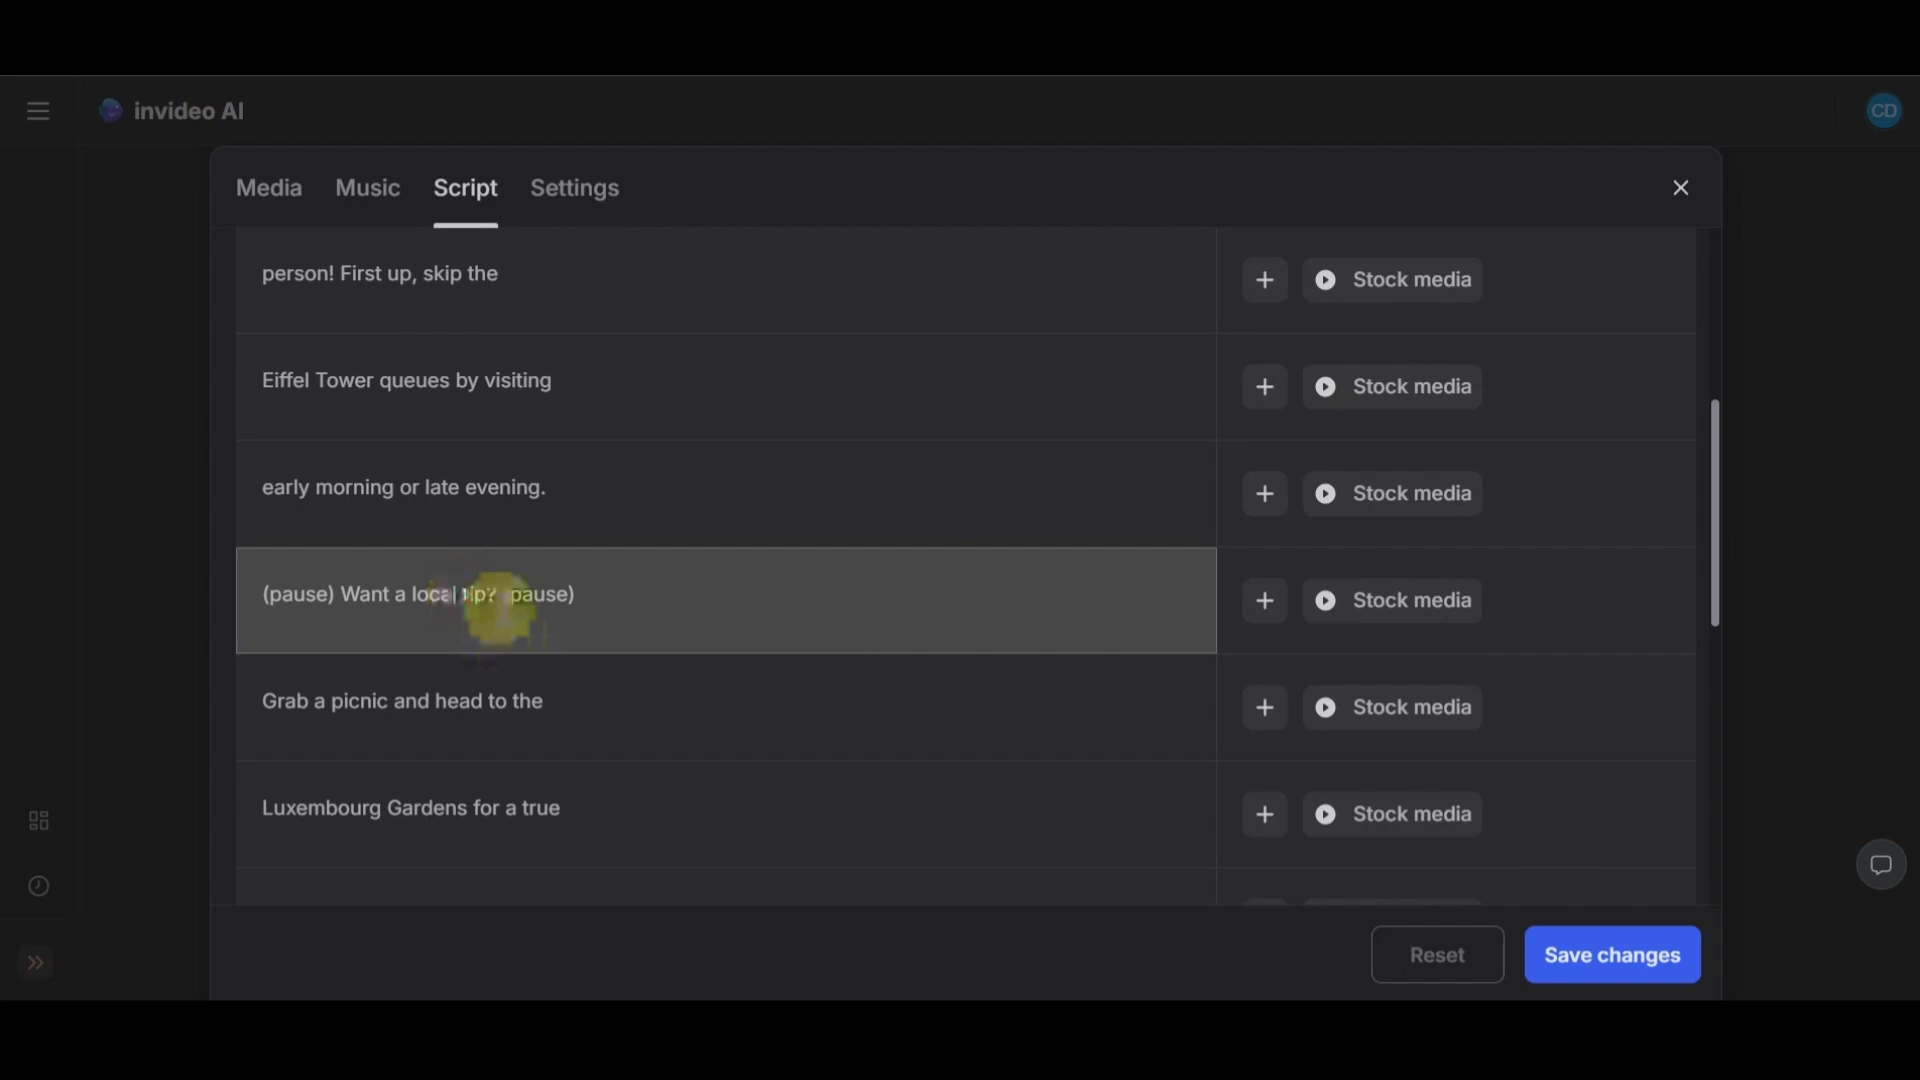 invideo AI
CD
Media Music Script Settings
person! First up, skip the
Stock media
Eiffel Tower queues by visiting
Stock media
early morning or late evening.
Stock media
(pause) Want a local tip? pause)
Stock media
Grab a picnic and head to the
Stock media
Luxembourg Gardens for a true
Stock media
Reset Save changes